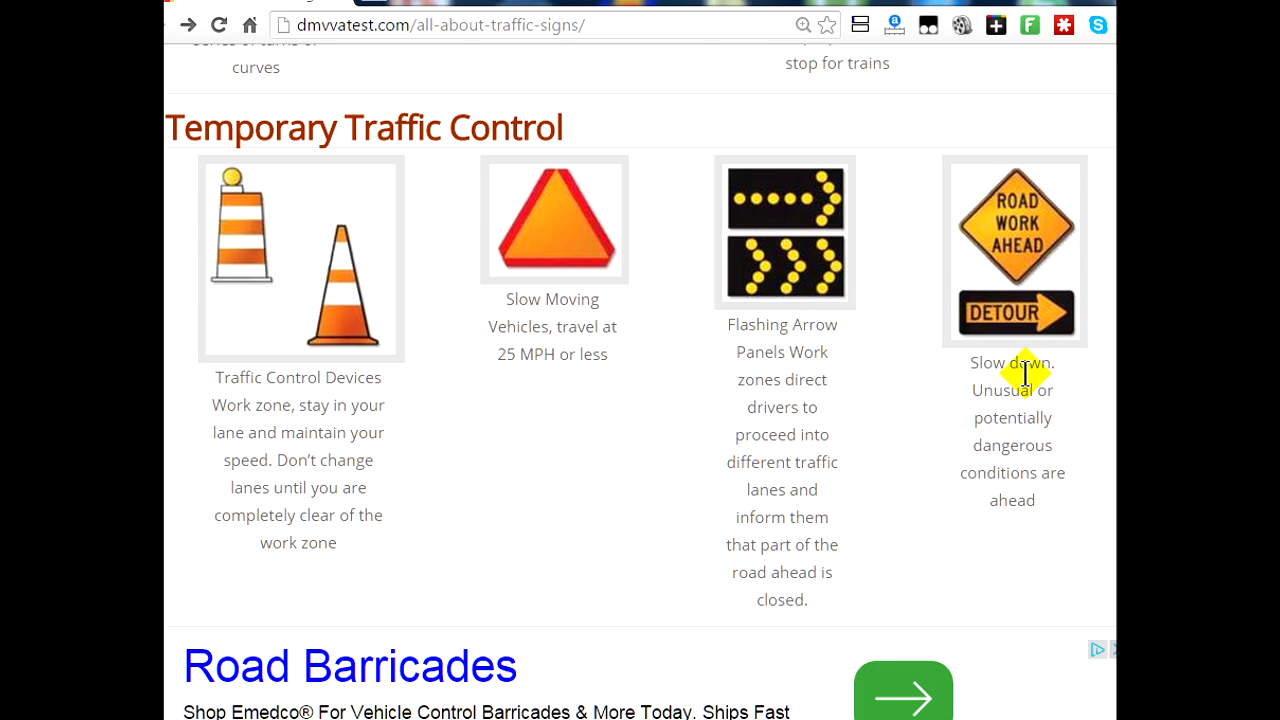 dmvvatest.com/all-about-traffic-signs/
curves
stop for trains
Temporary Traffic Control
ROAD
WORK
AHEAD
DETOUR
Traffic Control Devices
Work zone, stay in your
lane and maintain your
speed. Don’t change
lanes until you are
completely clear of the
work zone
Slow Moving
Vehicles, travel at
25 MPH or less
Flashing Arrow
Panels Work
zones direct
drivers to
proceed into
different traffic
lanes and
inform them
that part of the
road ahead is
closed.
Slow down.
Unusual or
potentially
dangerous
conditions are
ahead
Road Barricades
Shop Emedco® For Vehicle Control Barricades & More Today. Ships Fast